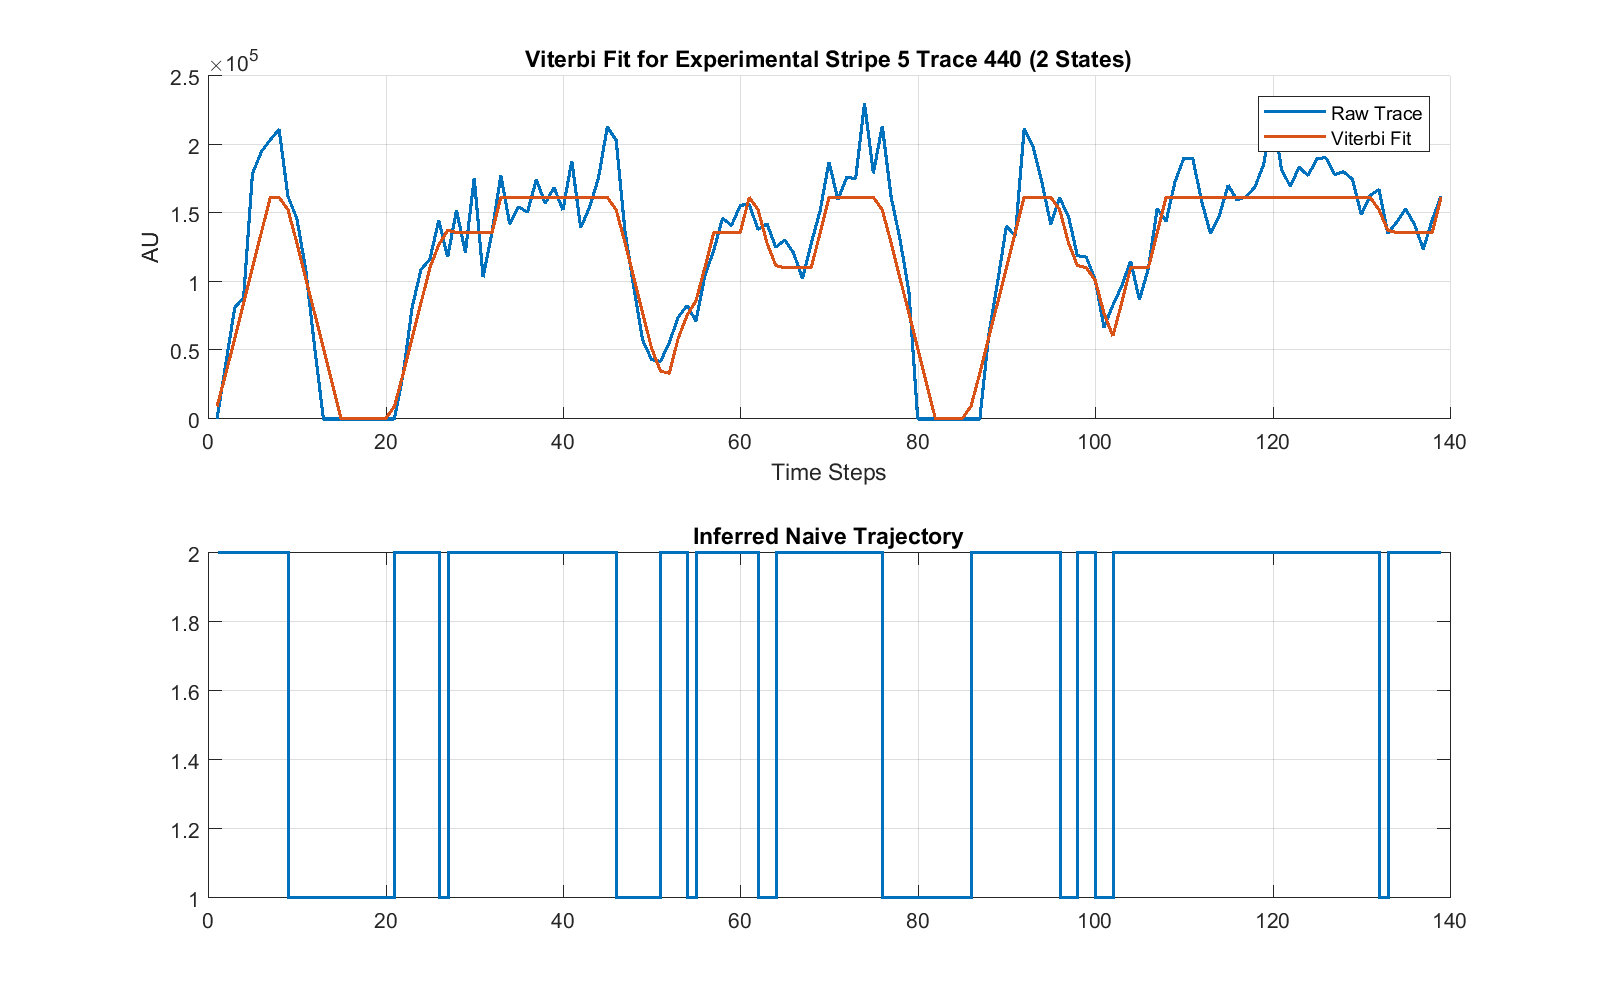 Viterbi Fit for Experimental Stripe 5 Trace 440 (2 States)
×10^5
2.5
2
1.5
1
0.5
0
AU
Raw Trace
Viterbi Fit
0 20 40 60 80 100 120 140
Time Steps
Inferred Naive Trajectory
2
1.8
1.6
1.4
1.2
1
0 20 40 60 80 100 120 140